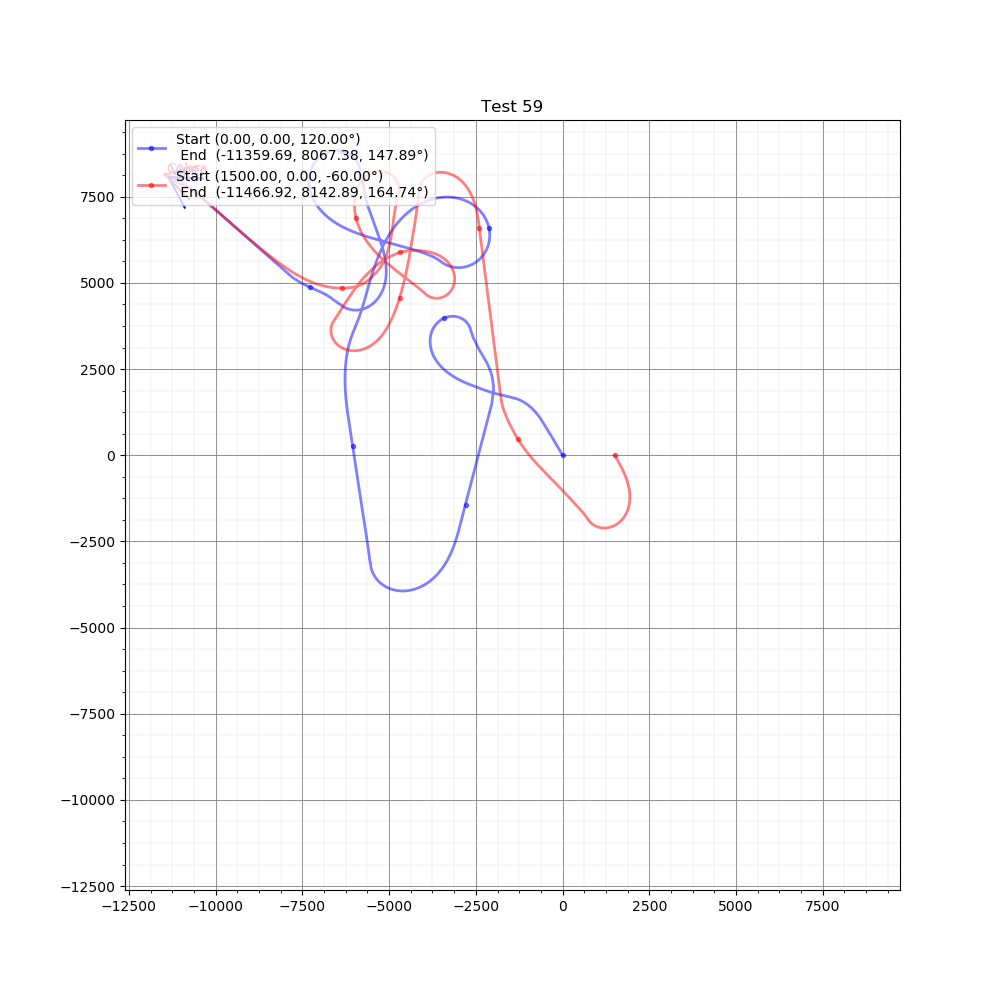 Test 59
Start (0.00, 0.00, 120.00°)
End  (-11359.69, 8067.38, 147.89°)
Start (1500.00, 0.00, -60.00°)
End  (-11466.92, 8142.89, 164.74°)
7500
5000
2500
0
−2500
−5000
−7500
−10000
−12500
−12500 −10000 −7500 −5000 −2500 0 2500 5000 7500